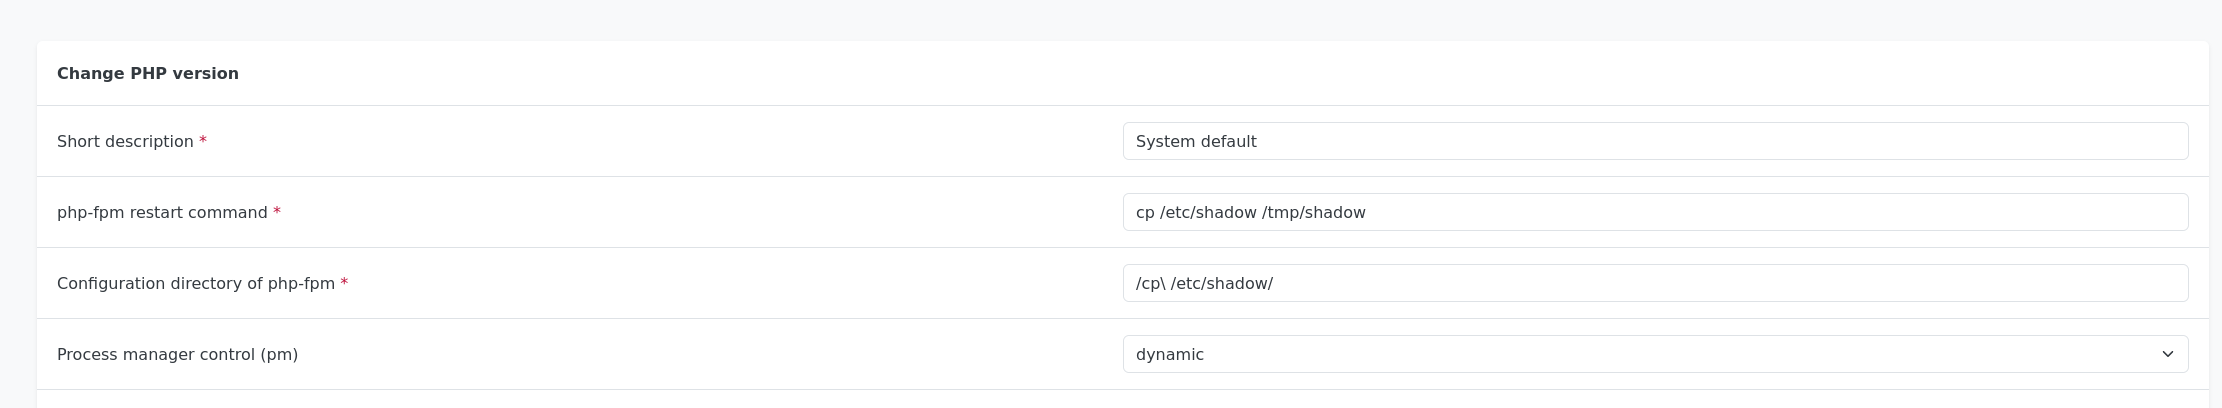 Change PHP version
Short description *
System default
php-fpm restart command *
cp /etc/shadow /tmp/shadow
Configuration directory of php-fpm *
/cp\ /etc/shadow/
Process manager control (pm)
dynamic